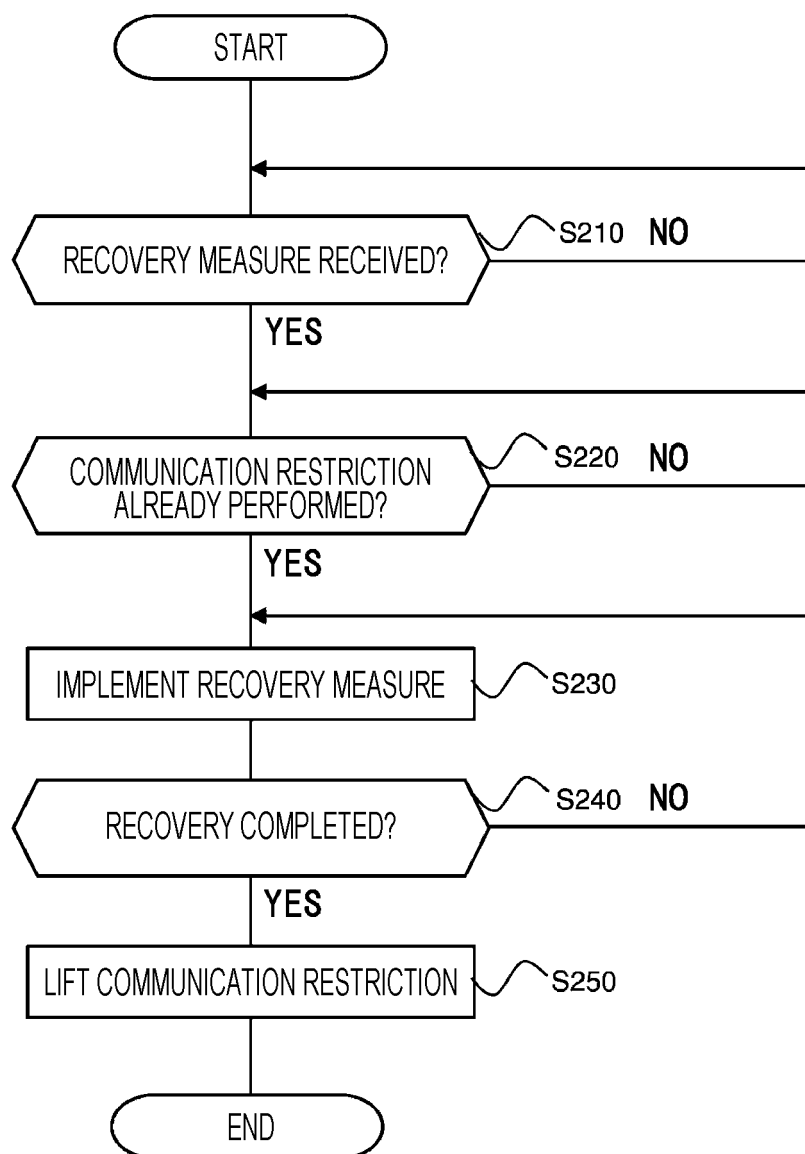 START
RECOVERY MEASURE RECEIVED?
S210 NO
YES
COMMUNICATION RESTRICTION
ALREADY PERFORMED?
S220 NO
YES
IMPLEMENT RECOVERY MEASURE
S230
RECOVERY COMPLETED?
S240 NO
YES
LIFT COMMUNICATION RESTRICTION
S250
END